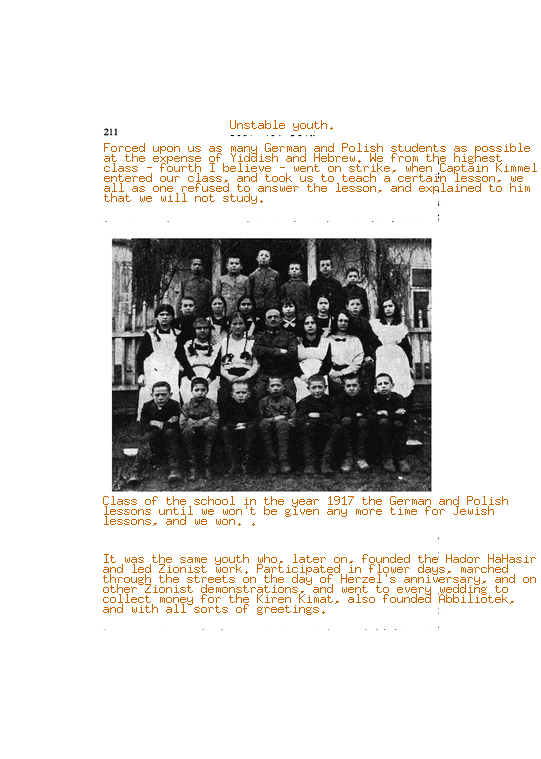 Unstable youth.
211
Forced upon us as many German and Polish students as possible
at the expense of Yiddish and Hebrew. We from the highest
class - fourth I believe - went on strike, when Captain Kimmel
entered our class, and took us to teach a certain lesson, we
all as one refused to answer the lesson, and explained to him
that we will not study.
Class of the school in the year 1917 the German and Polish
lessons until we won't be given any more time for Jewish
lessons, and we won. .
It was the same youth who, later on, founded the Hador HaHasir
and led Zionist work. Participated in flower days, marched
through the streets on the day of Herzel's anniversary, and on
other Zionist demonstrations, and went to every wedding to
collect money for the Kiren Kimat, also founded Abbiliotek,
and with all sorts of greetings.